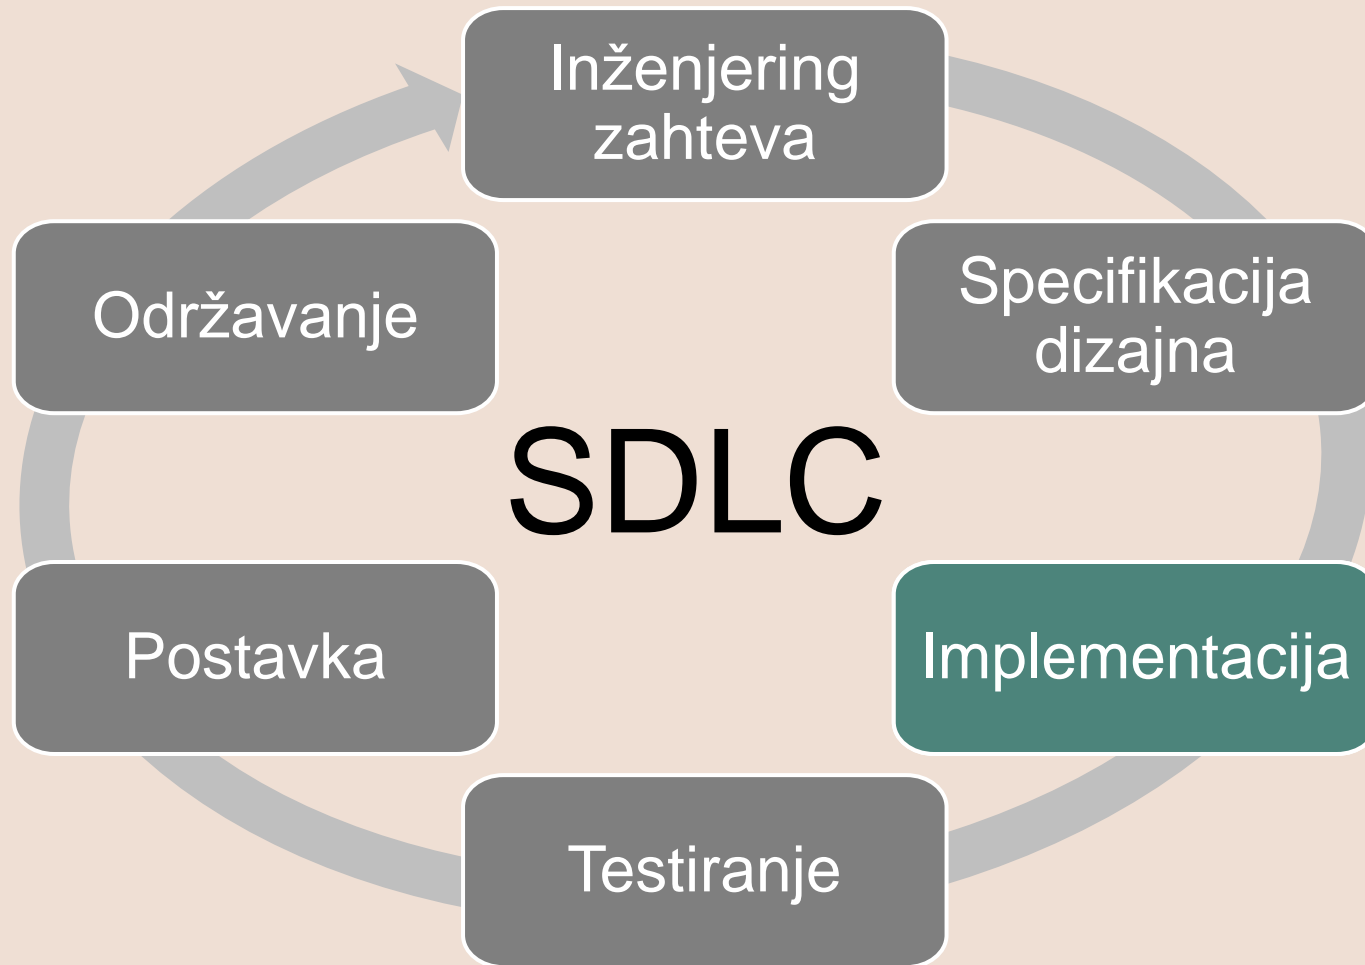 Inženjering
zahteva
Održavanje
Specifikacija
dizajna
SDLC
Postavka
Implementacija
Testiranje